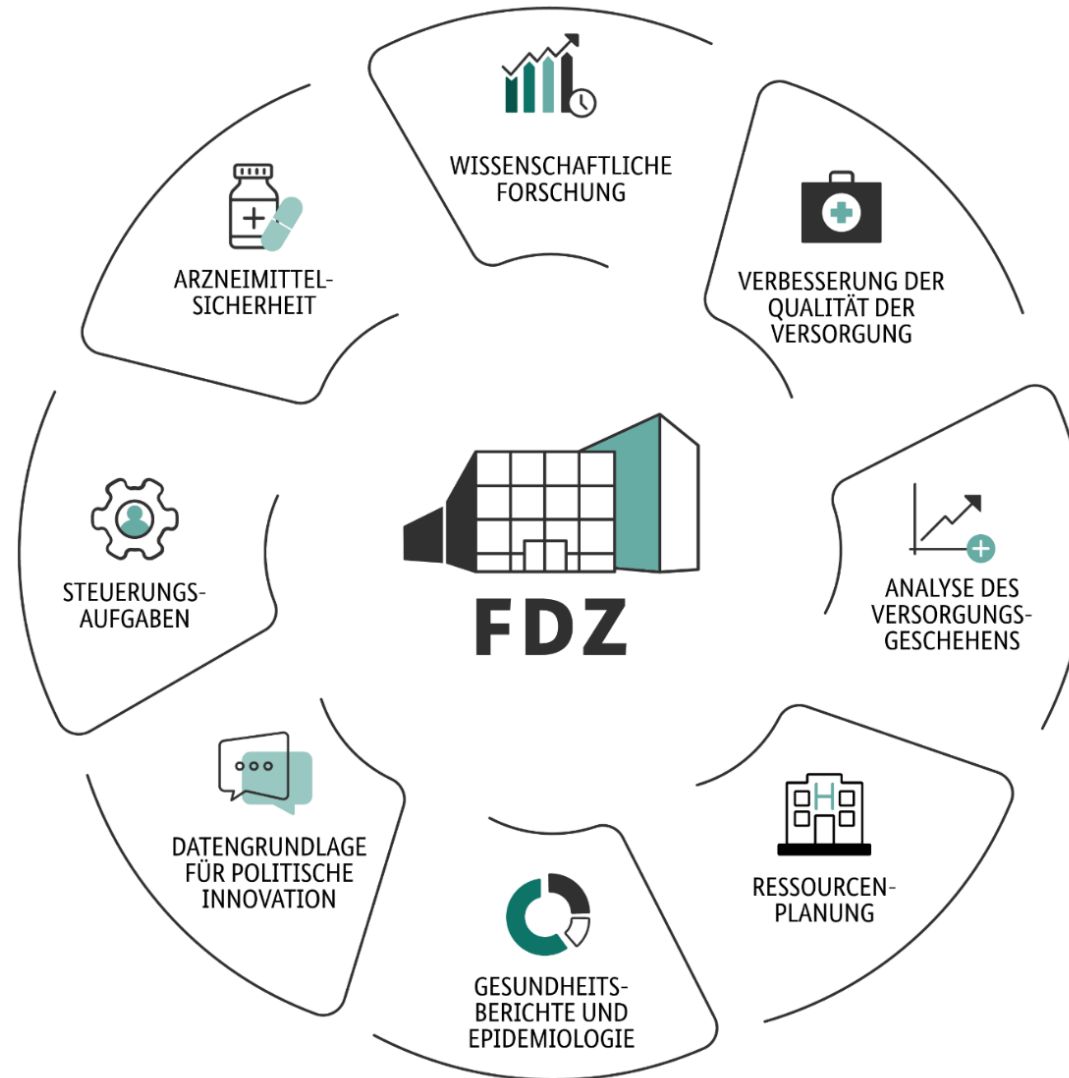 WISSENSCHAFTLICHE
FORSCHUNG
VERBESSERUNG DER
QUALITÄT DER
VERSORGUNG
ANALYSE DES
VERSORGUNGS-
GESCHEHENS
RESSOURCEN-
PLANUNG
GESUNDHEITS-
BERICHTE UND
EPIDEMIOLOGIE
DATENGRUNDLAGE
FÜR POLITISCHE
INNOVATION
STEUERUNGS-
AUFGABEN
ARZNEIMITTEL-
SICHERHEIT
FDZ
H